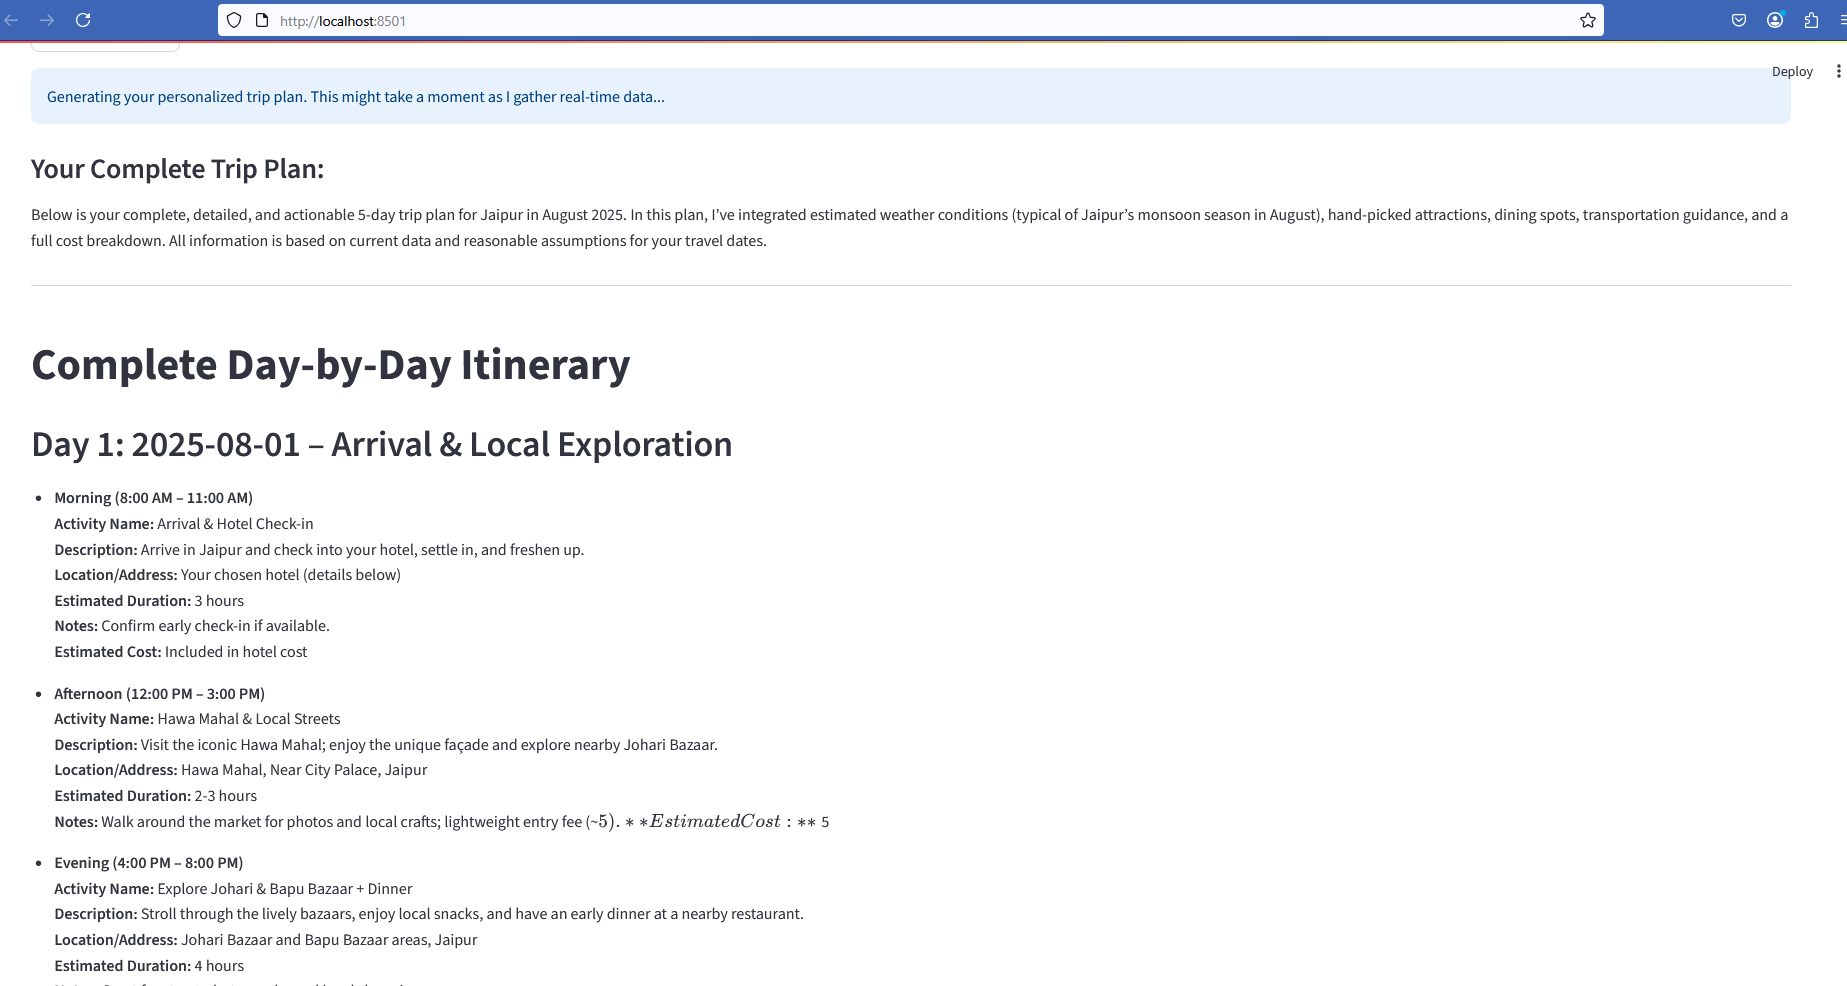 http://localhost:8501
Deploy
Generating your personalized trip plan. This might take a moment as I gather real-time data...
Your Complete Trip Plan:
Below is your complete, detailed, and actionable 5-day trip plan for Jaipur in August 2025. In this plan, I’ve integrated estimated weather conditions (typical of Jaipur’s monsoon season in August), hand-picked attractions, dining spots, transportation guidance, and a
full cost breakdown. All information is based on current data and reasonable assumptions for your travel dates.
Complete Day-by-Day Itinerary
Day 1: 2025-08-01 – Arrival & Local Exploration
• Morning (8:00 AM – 11:00 AM)
Activity Name: Arrival & Hotel Check-in
Description: Arrive in Jaipur and check into your hotel, settle in, and freshen up.
Location/Address: Your chosen hotel (details below)
Estimated Duration: 3 hours
Notes: Confirm early check-in if available.
Estimated Cost: Included in hotel cost
• Afternoon (12:00 PM – 3:00 PM)
Activity Name: Hawa Mahal & Local Streets
Description: Visit the iconic Hawa Mahal; enjoy the unique façade and explore nearby Johari Bazaar.
Location/Address: Hawa Mahal, Near City Palace, Jaipur
Estimated Duration: 2-3 hours
Notes: Walk around the market for photos and local crafts; lightweight entry fee (~5). ∗ ∗EstimatedCost : ∗∗ 5
• Evening (4:00 PM – 8:00 PM)
Activity Name: Explore Johari & Bapu Bazaar + Dinner
Description: Stroll through the lively bazaars, enjoy local snacks, and have an early dinner at a nearby restaurant.
Location/Address: Johari Bazaar and Bapu Bazaar areas, Jaipur
Estimated Duration: 4 hours